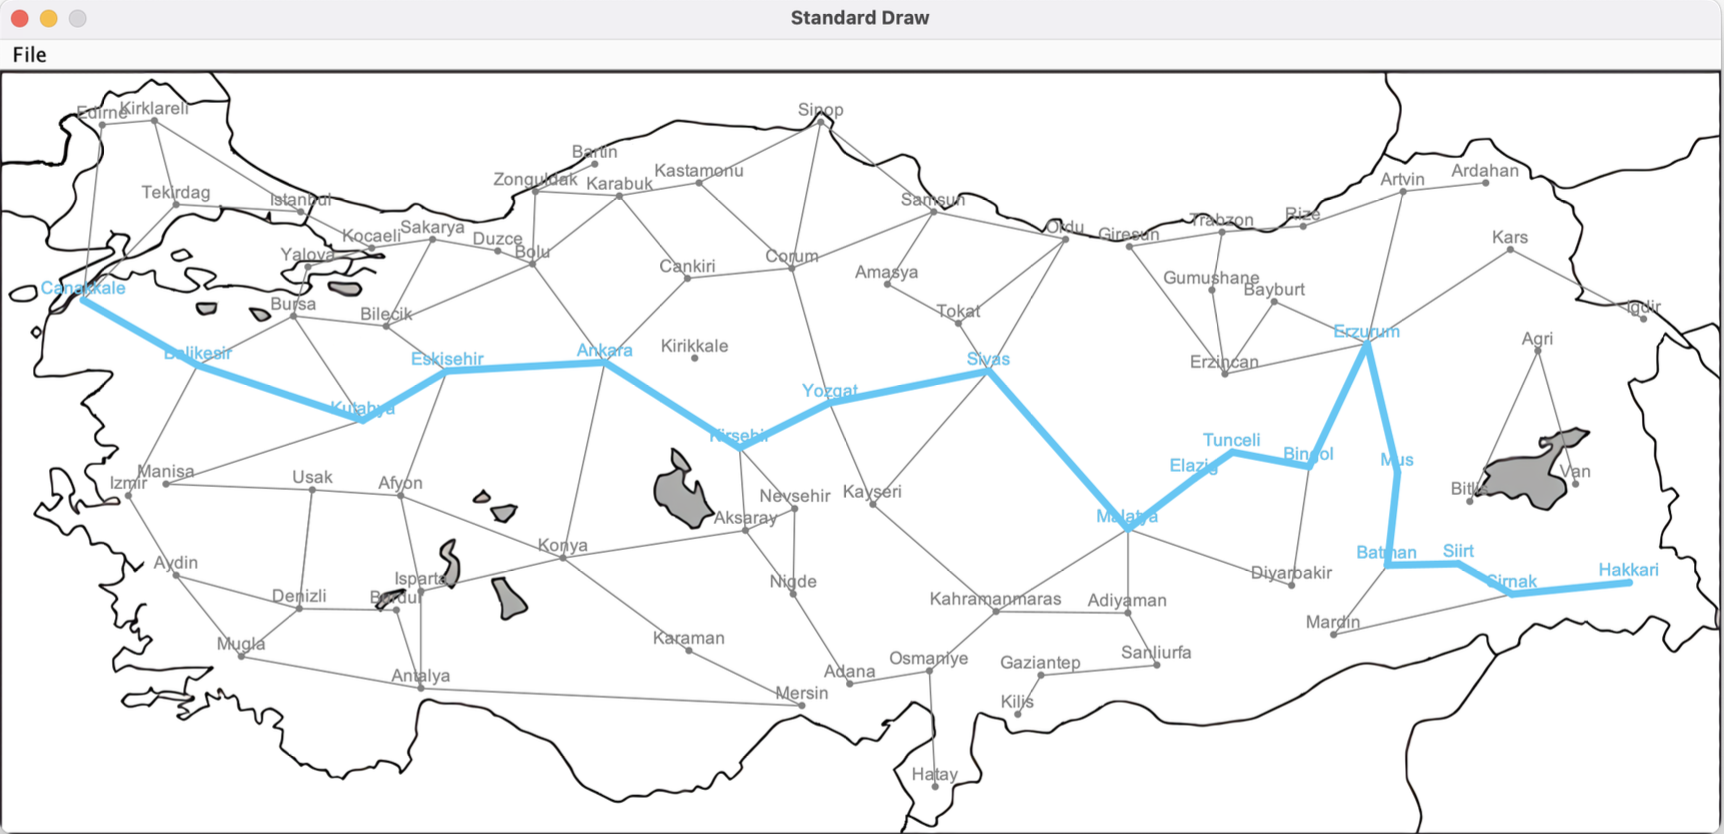 Standard Draw
File
Edirne
Kirklareli
Sinop
Bartin
Kastamonu
Zonguldak
Karabuk
Artvin
Ardahan
Tekirdag
Istanbul
Samsun
Trabzon
Rize
Kocaeli
Sakarya
Duzce
Bolu
Ordu
Giresun
Kars
Yalova
Cankiri
Corum
Amasya
Gumushane
Bayburt
Canakkale
Bursa
Bilecik
Tokat
Igdir
Balikesir
Eskisehir
Ankara
Kirikkale
Sivas
Erzincan
Erzurum
Agri
Kutahya
Yozgat
Kirsehir
Tunceli
Bingol
Izmir
Manisa
Usak
Afyon
Nevsehir
Kayseri
Elazig
Mus
Bitlis
Van
Aksaray
Malatya
Aydin
Konya
Batman
Siirt
Denizli
Burdur
Isparta
Nigde
Kahramanmaras
Adiyaman
Diyarbakir
Sirnak
Hakkari
Mugla
Karaman
Mardin
Antalya
Mersin
Adana
Osmaniye
Gaziantep
Sanliurfa
Kilis
Hatay